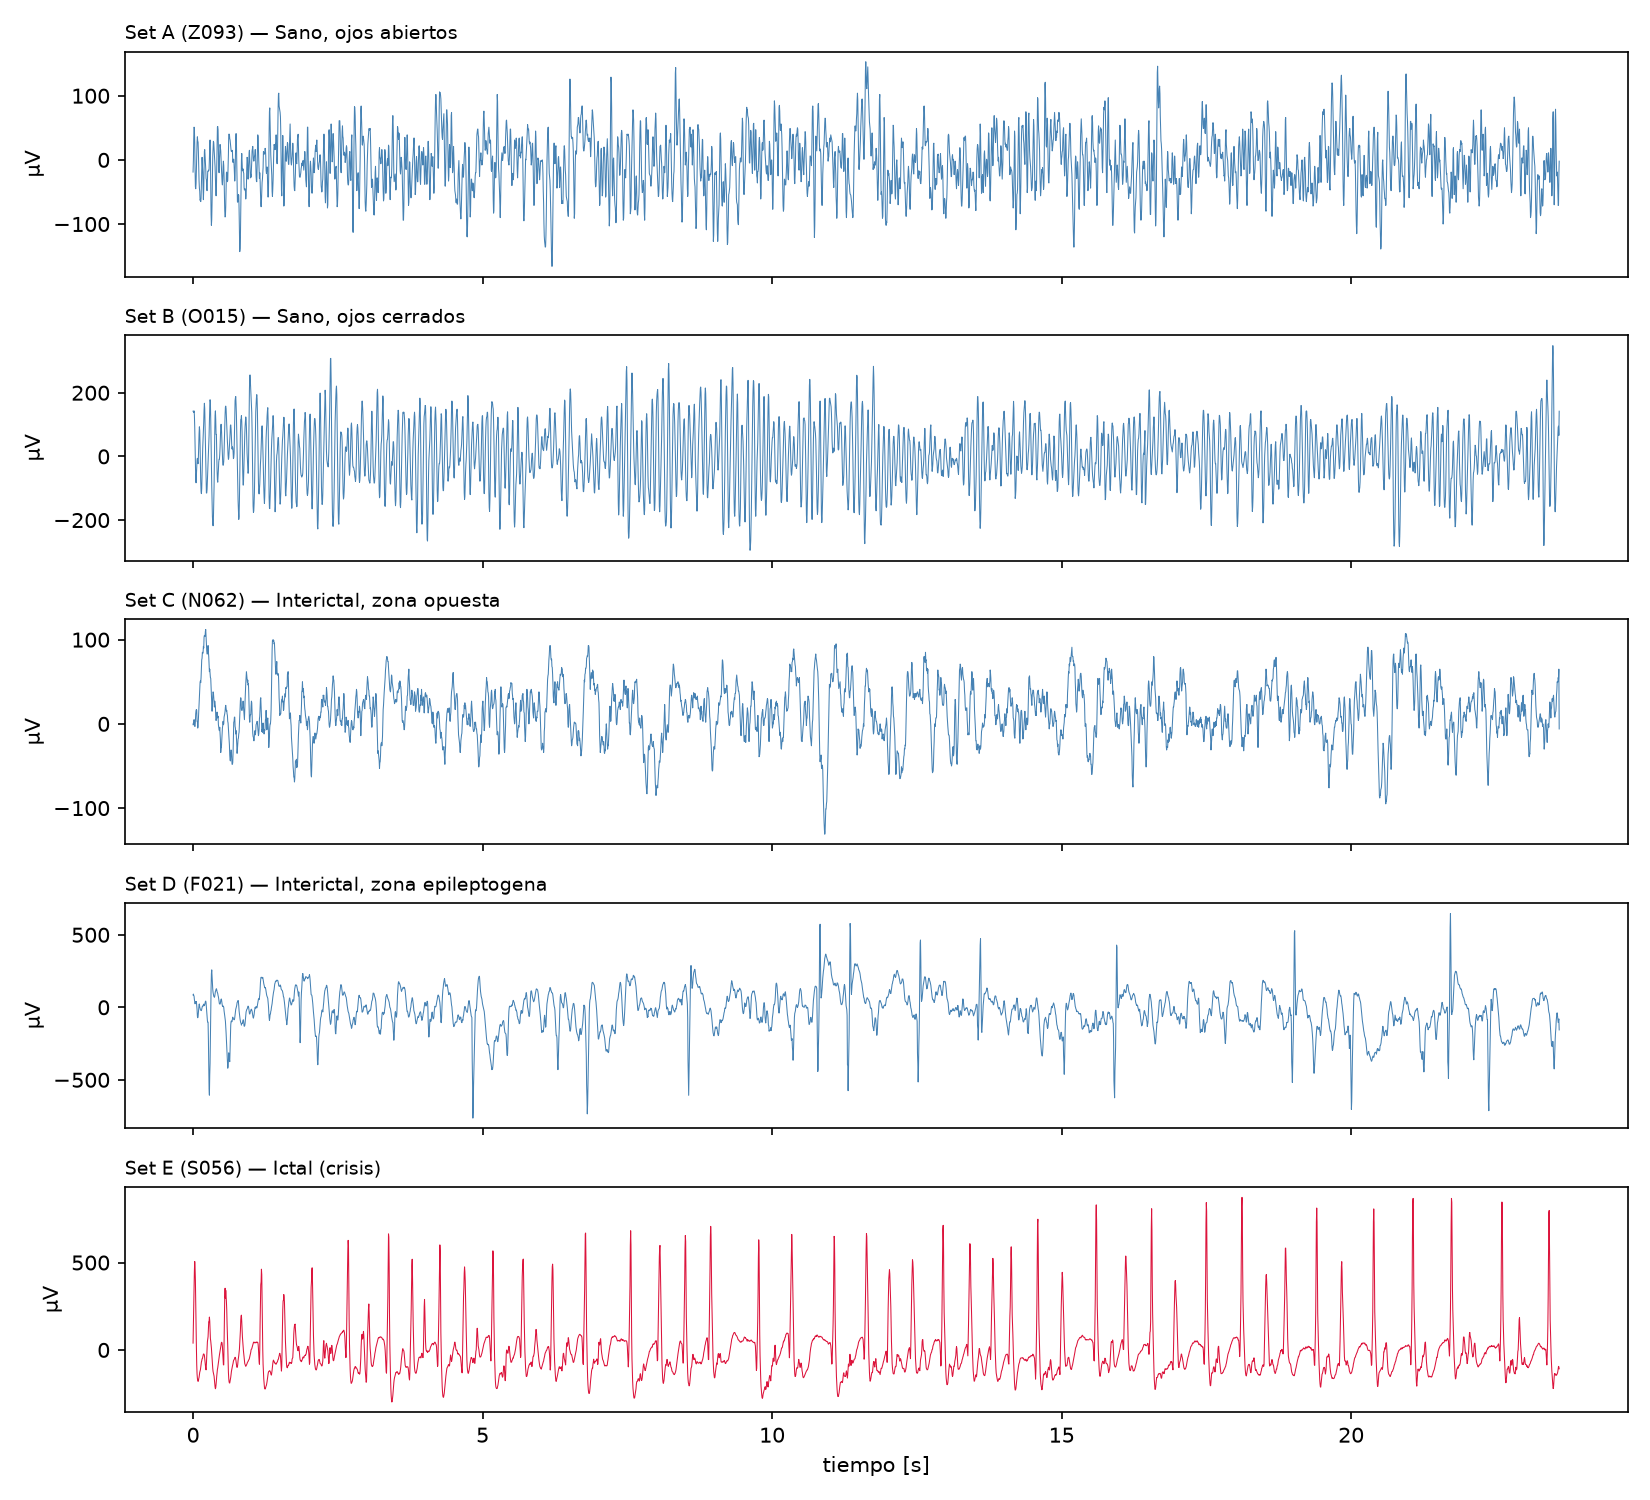 Set A (Z093) — Sano, ojos abiertos
100
0
−100
µV
Set B (O015) — Sano, ojos cerrados
200
0
−200
µV
Set C (N062) — Interictal, zona opuesta
100
0
−100
µV
Set D (F021) — Interictal, zona epileptogena
500
0
−500
µV
Set E (S056) — Ictal (crisis)
500
0
µV
0 5 10 15 20
tiempo [s]